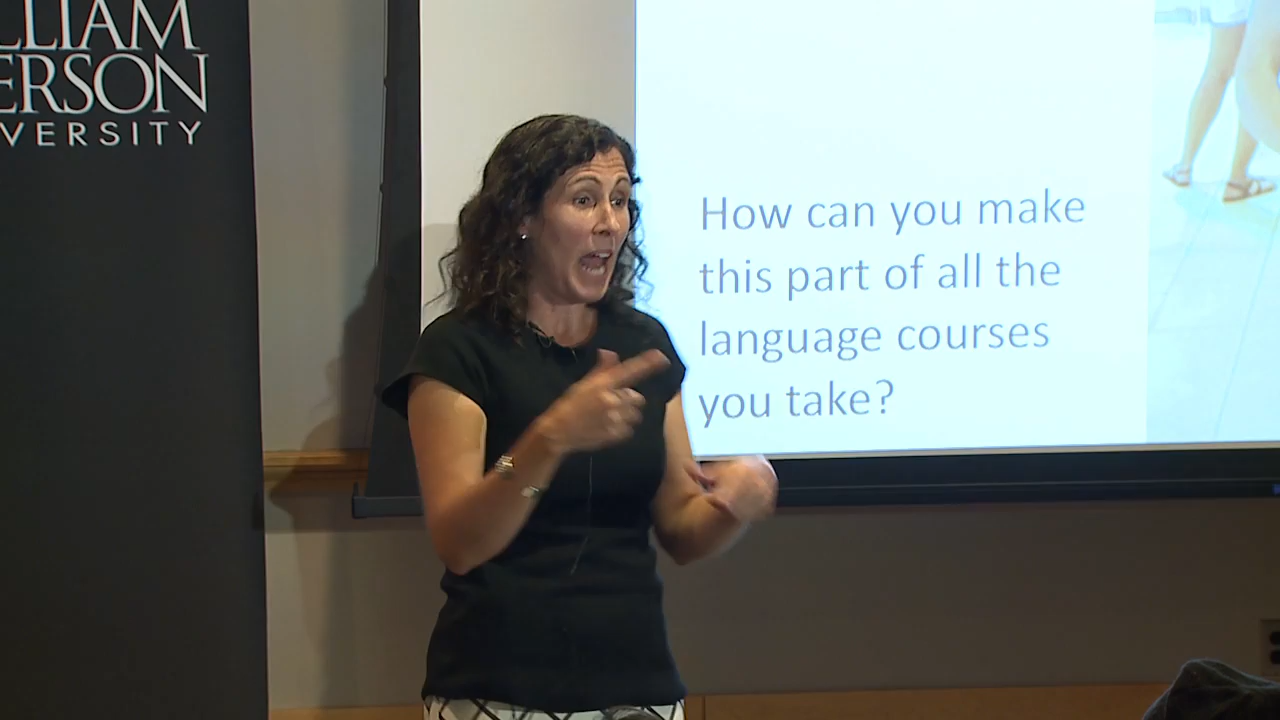 LLIAM
ERSON
VERSITY
How can you make
this part of all the
language courses
you take?